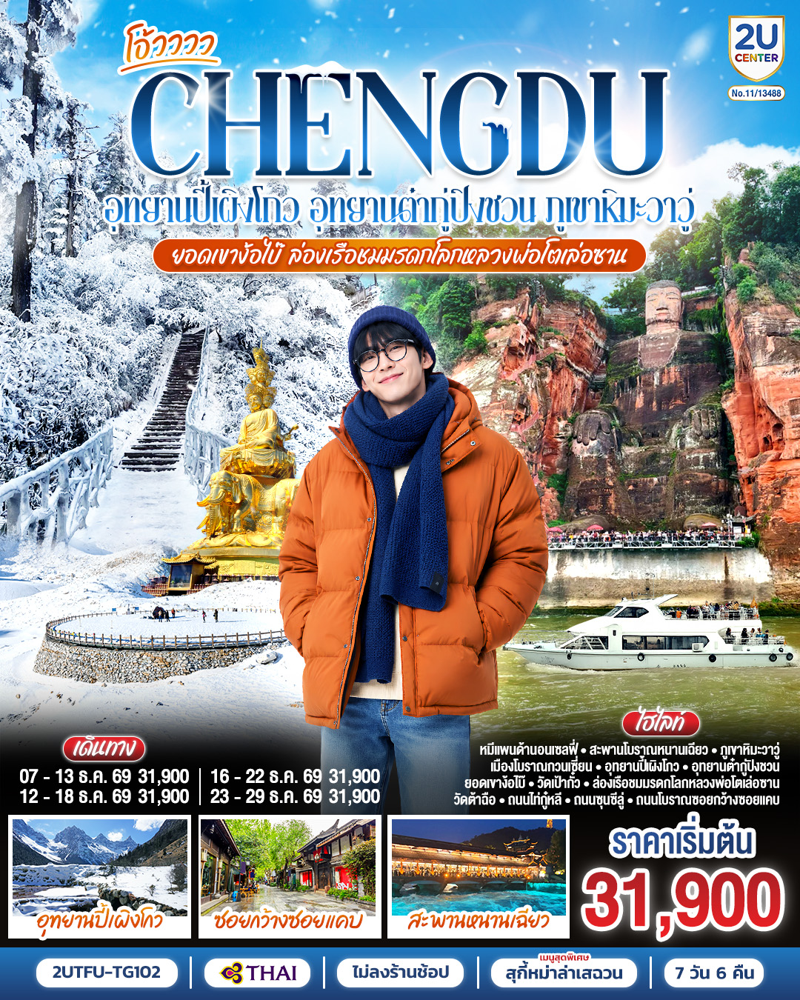 โอ้วววว
CHENGDU
2U
CENTER
No.11/13488
อุทยานปี้เผิงโกว อุทยานต๋ากู่ปิงชวน ภูเขาหิมะวาวู่
ยอดเขาง้อไบ๊ ล่องเรือชมมรดกโลกหลวงพ่อโตเล่อซาน
เดินทาง
07 - 13 ธ.ค. 69 31,900
12 - 18 ธ.ค. 69 31,900
16 - 22 ธ.ค. 69 31,900
23 - 29 ธ.ค. 69 31,900
ไฮไลท์
หมีแพนด้านอนเซลฟี่ • สะพานโบราณหนานเฉียว • ภูเขาหิมะวาวู่
เมืองโบราณกวนเซี่ยน • อุทยานปี้เผิงโกว • อุทยานต๋ากู่ปิงชวน
ยอดเขาง้อไบ๊ • วัดเป้ากั๋ว • ล่องเรือชมมรดกโลกหลวงพ่อโตเล่อซาน
วัดต้าฉือ • ถนนไท่กู๋หลี • ถนนชุนซีลู่ • ถนนโบราณซอยกว้างซอยแคบ
อุทยานปี้เผิงโกว
ซอยกว้างซอยแคบ
สะพานหนานเฉียว
ราคาเริ่มต้น
31,900
2UTFU-TG102
THAI
ไม่ลงร้านช้อป
เมนูสุดพิเศษ
สุกี้หม่าล่าเสฉวน
7 วัน 6 คืน